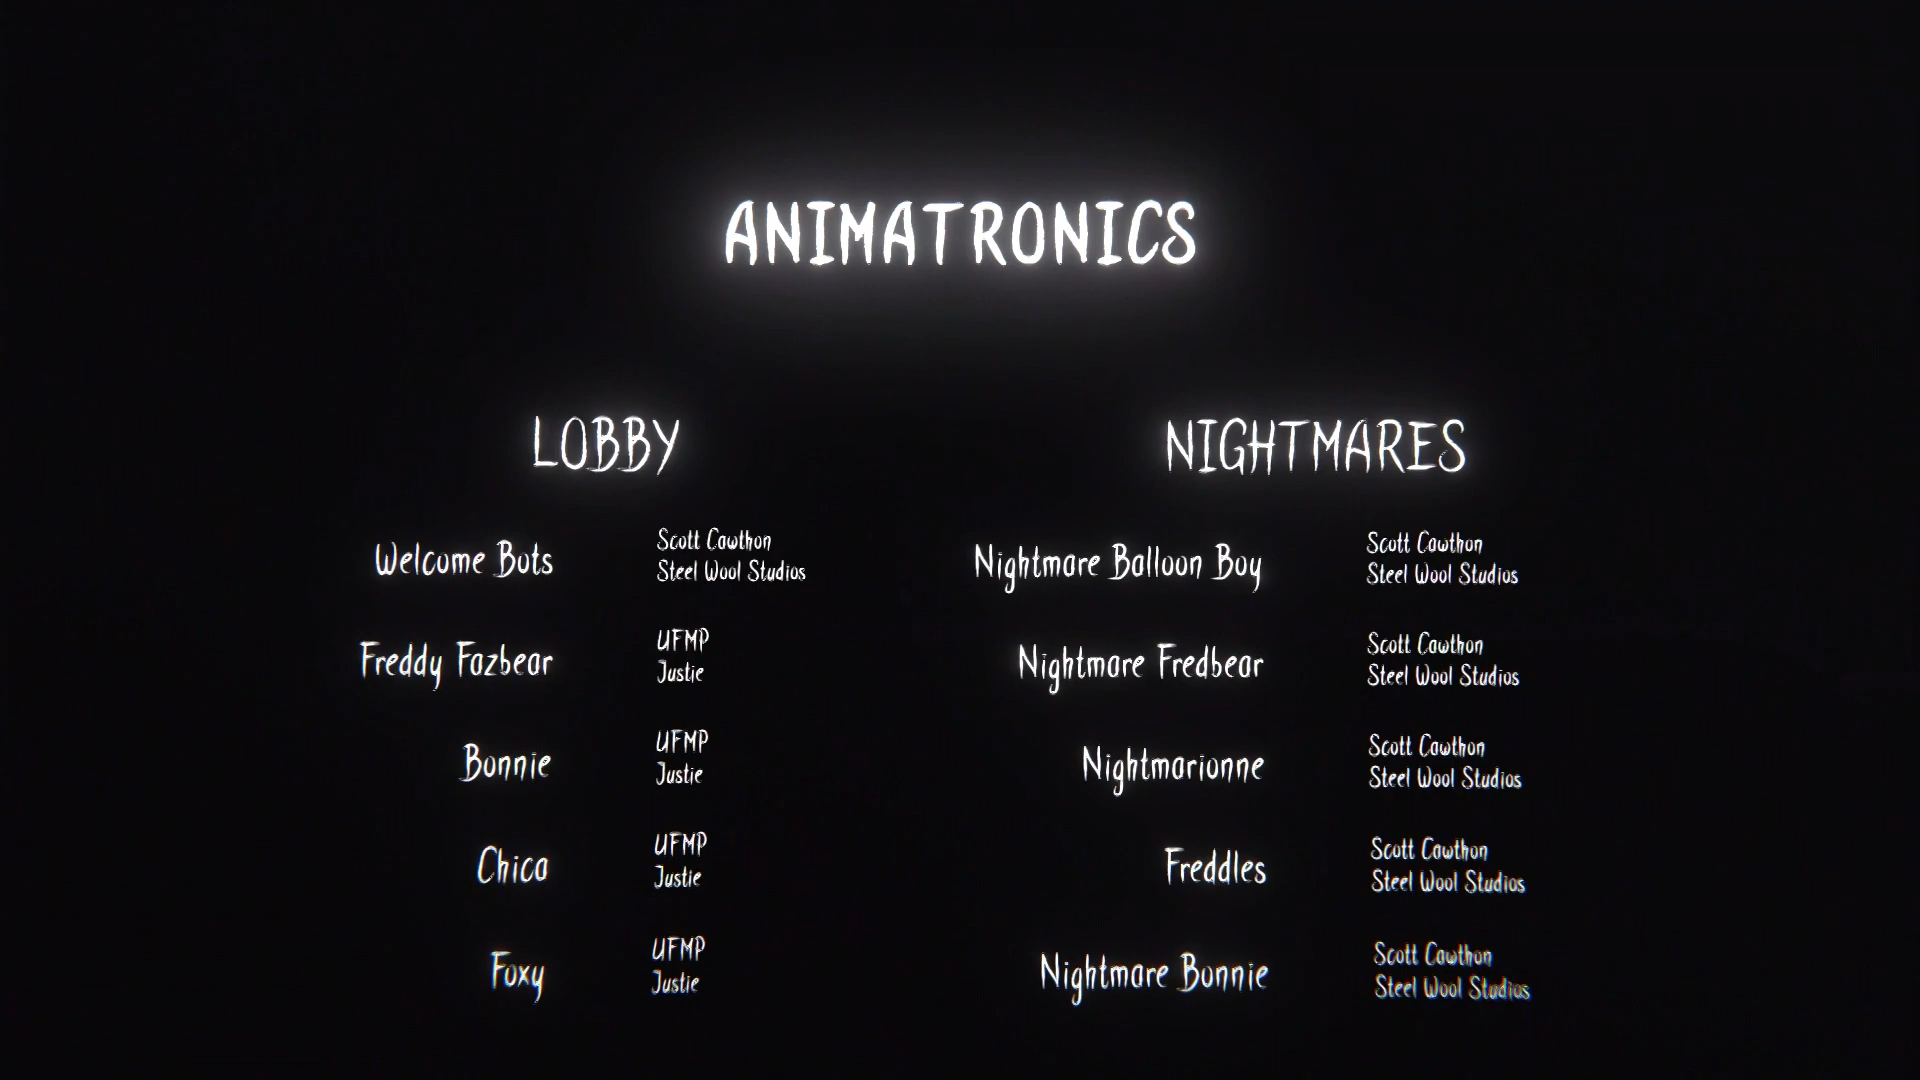 ANIMATRONICS
LOBBY
Welcome Bots
Scott Cawthon
Steel Wool Studios
Freddy Fazbear
UFMP
Justie
Bonnie
UFMP
Justie
Chica
UFMP
Justie
Foxy
UFMP
Justie
NIGHTMARES
Nightmare Balloon Boy
Scott Cawthon
Steel Wool Studios
Nightmare Fredbear
Scott Cawthon
Steel Wool Studios
Nightmarionne
Scott Cawthon
Steel Wool Studios
Freddles
Scott Cawthon
Steel Wool Studios
Nightmare Bonnie
Scott Cawthon
Steel Wool Studios